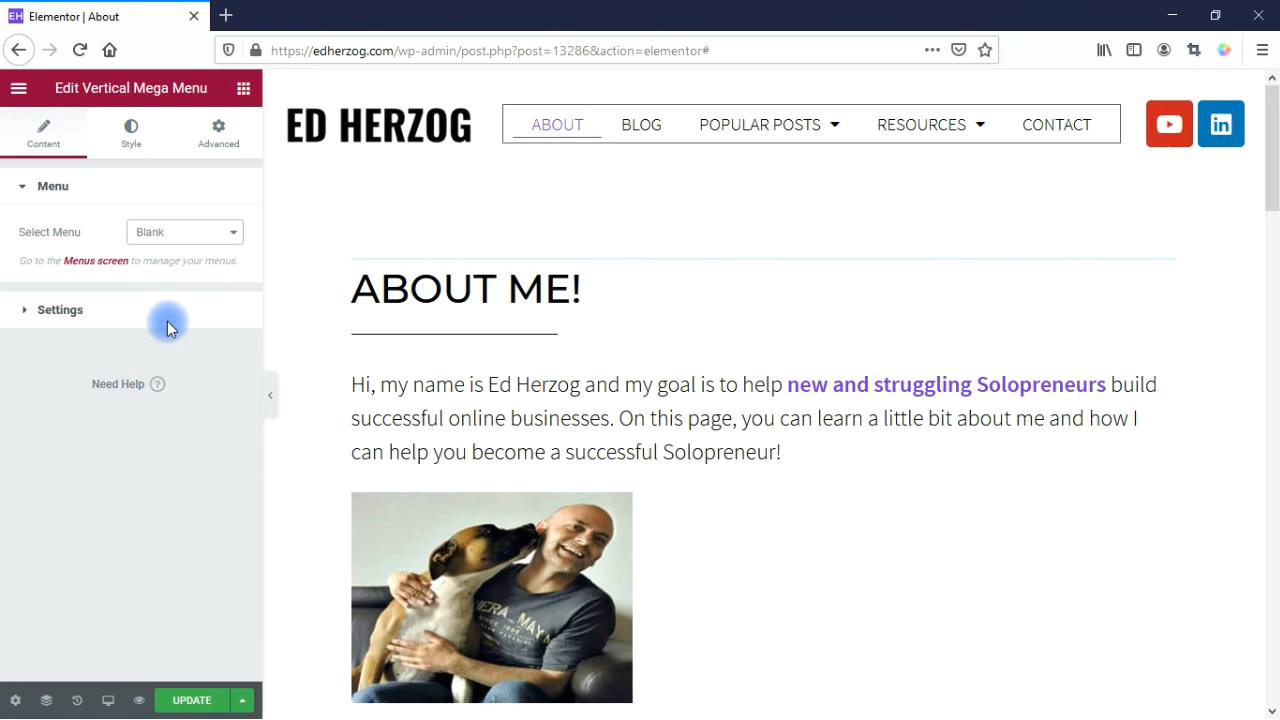 EH Elementor | About
https://edherzog.com/wp-admin/post.php?post=13286&action=elementor#
Edit Vertical Mega Menu
Content Style Advanced
Menu
Select Menu Blank
Go to the Menus screen to manage your menus.
Settings
Need Help ?
UPDATE
ED HERZOG
ABOUT BLOG POPULAR POSTS RESOURCES CONTACT
in
ABOUT ME!
Hi, my name is Ed Herzog and my goal is to help new and struggling Solopreneurs build
successful online businesses. On this page, you can learn a little bit about me and how I
can help you become a successful Solopreneur!